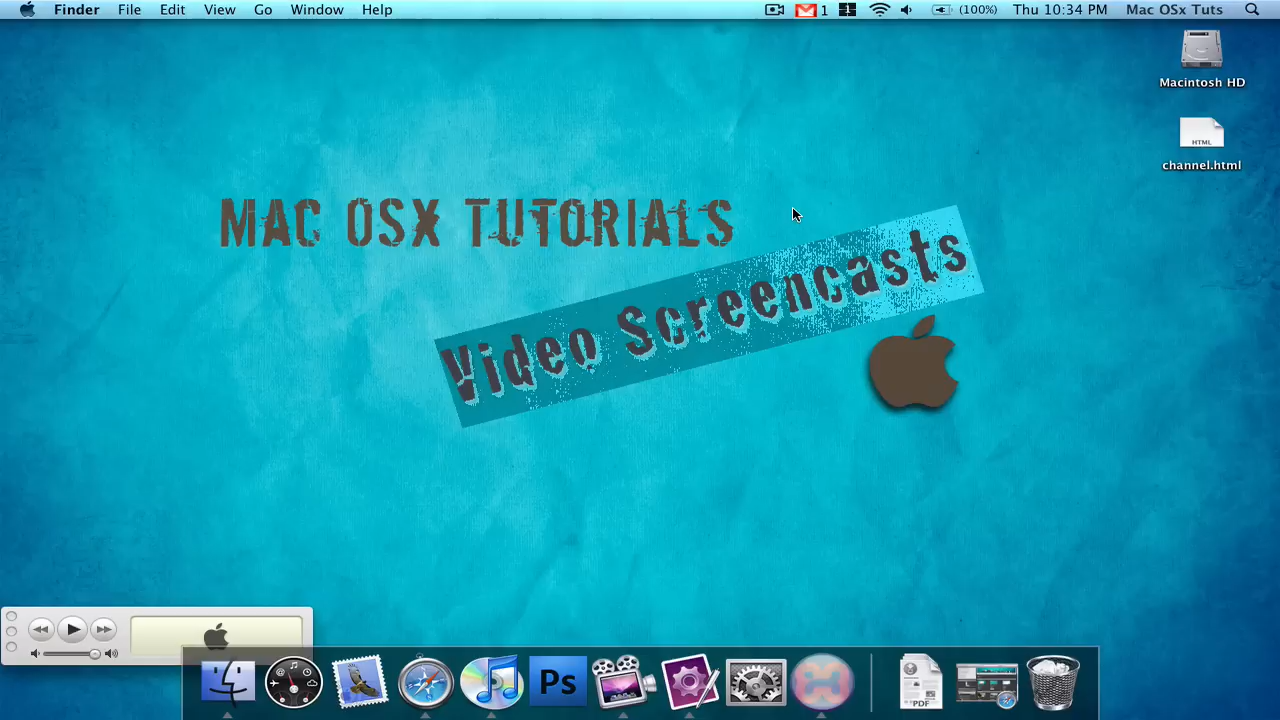 Finder File Edit View Go Window Help 1 (100%) Thu 10:34 PM Mac OSx Tuts
Macintosh HD
HTML
channel.html
MAC OSX TUTORIALS
Video Screencasts
Ps
PDF